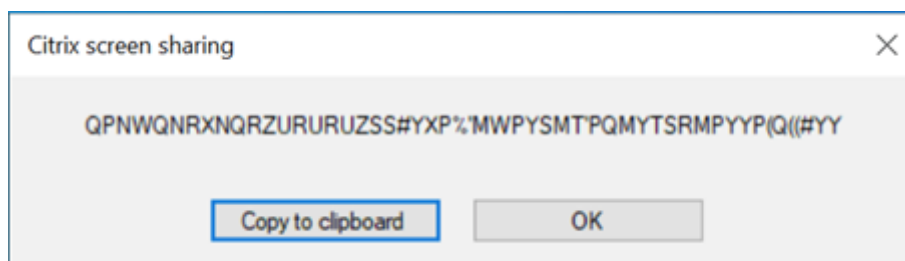 Citrix screen sharing
QPNWQNRXNQRZURURUZSS#YXP%'MWPYSMT'PQMYTSRMPYYP(Q((#YY
Copy to clipboard
OK